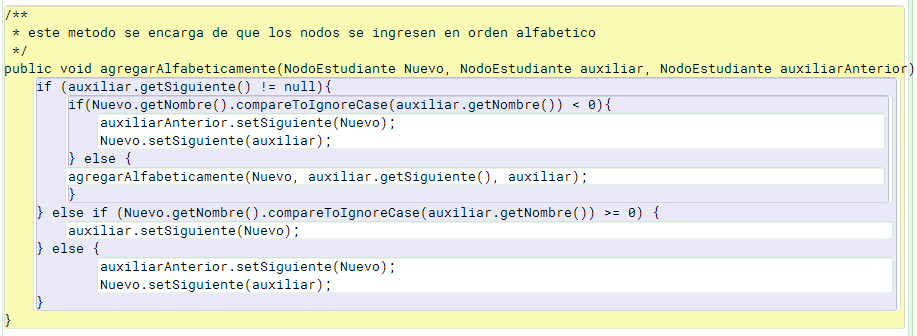 /**
 * este metodo se encarga de que los nodos se ingresen en orden alfabetico
 */
public void agregarAlfabeticamente(NodoEstudiante Nuevo, NodoEstudiante auxiliar, NodoEstudiante auxiliarAnterior)
if (auxiliar.getSiguiente() != null){
if(Nuevo.getNombre().compareToIgnoreCase(auxiliar.getNombre()) < 0){
auxiliarAnterior.setSiguiente(Nuevo);
Nuevo.setSiguiente(auxiliar);
} else {
agregarAlfabeticamente(Nuevo, auxiliar.getSiguiente(), auxiliar);
}
} else if (Nuevo.getNombre().compareToIgnoreCase(auxiliar.getNombre()) >= 0) {
auxiliar.setSiguiente(Nuevo);
} else {
auxiliarAnterior.setSiguiente(Nuevo);
Nuevo.setSiguiente(auxiliar);
}
}